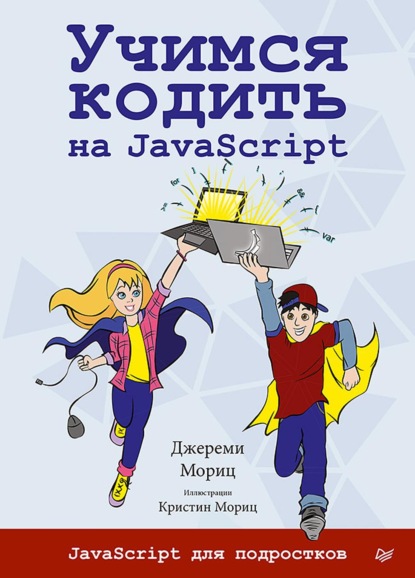 Учимся
кодить
на JavaScript
for
&&
var
Джереми
Мориц
Иллюстрации
Кристин Мориц
JavaScript для подростков